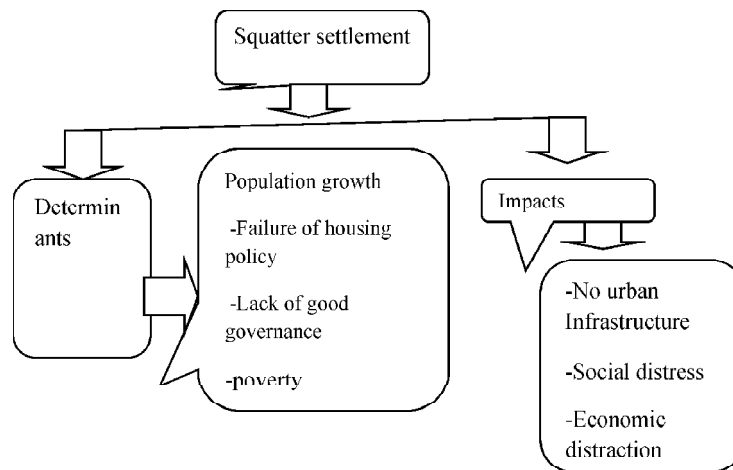 Squatter settlement
Determin
ants
Population growth
-Failure of housing
policy
-Lack of good
governance
-poverty
Impacts
-No urban
Infrastructure
-Social distress
-Economic
distraction